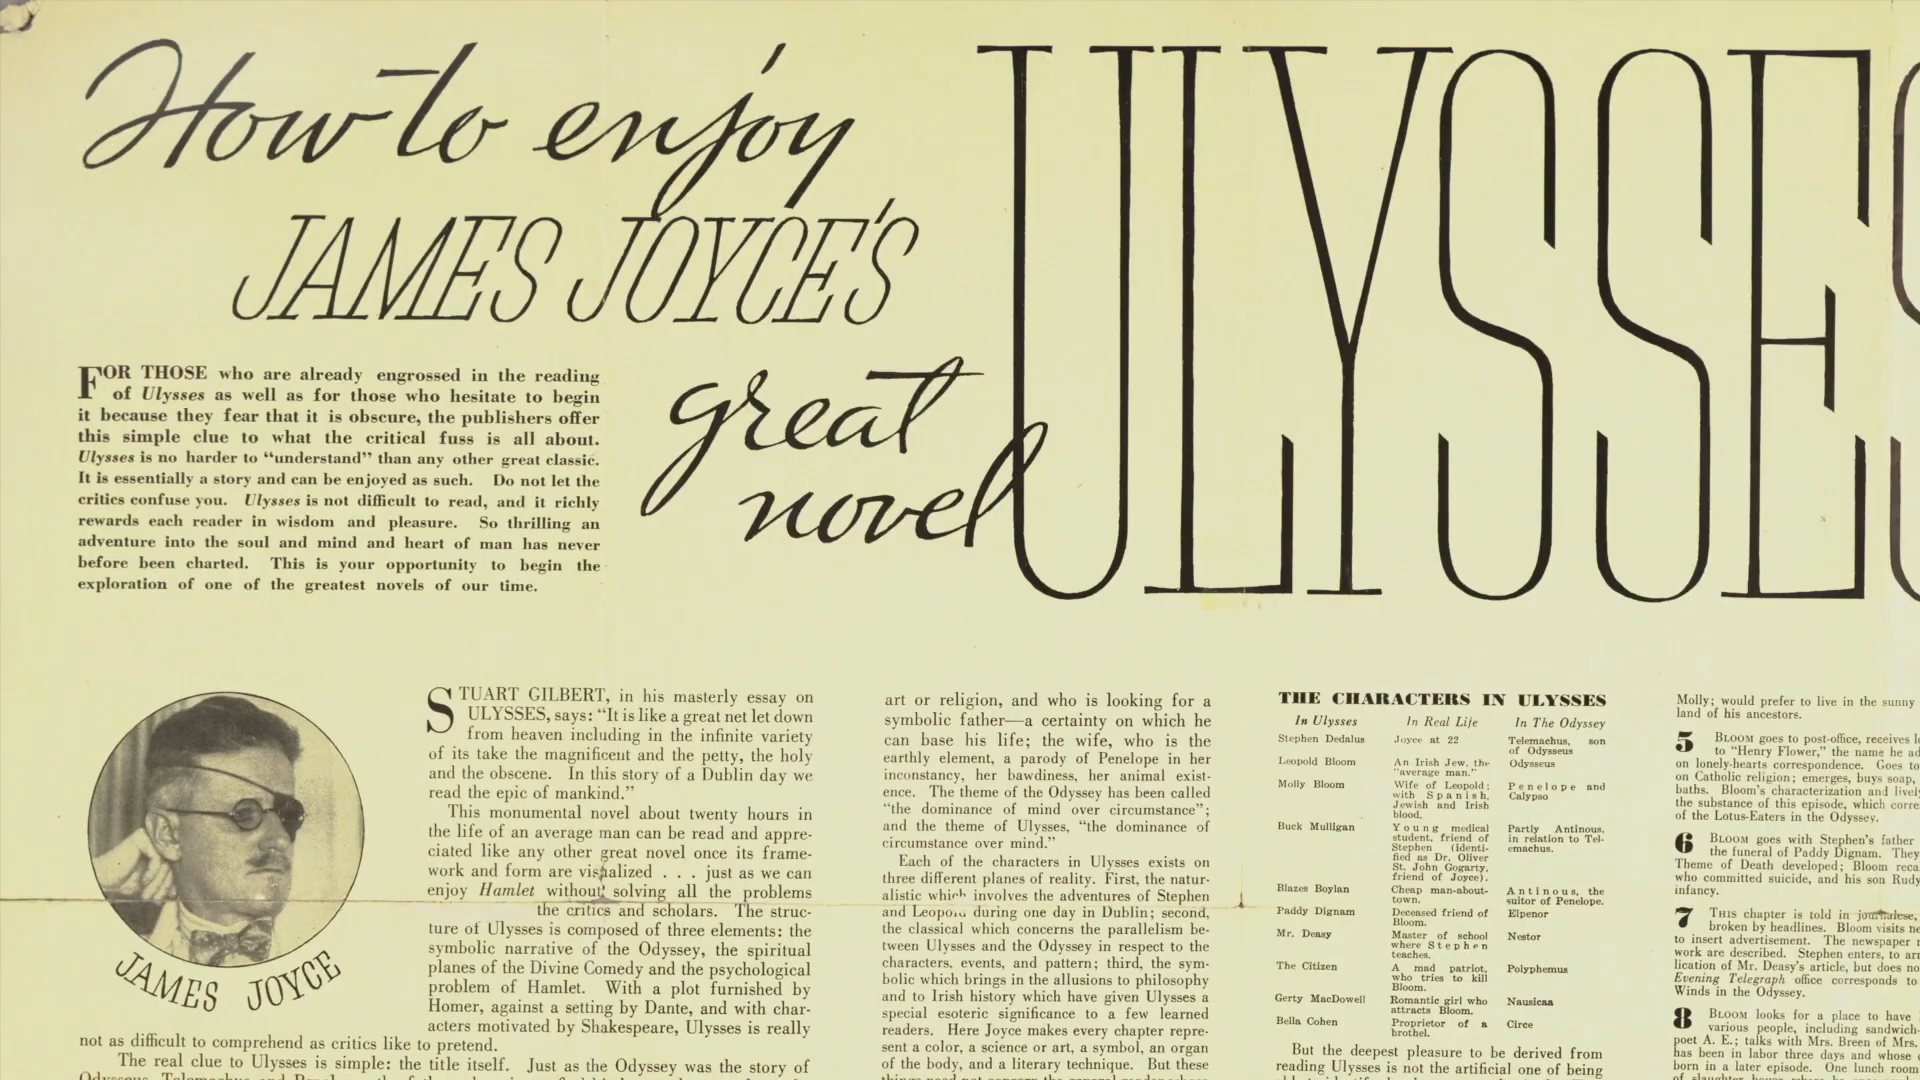 How to enjoy
JAMES JOYCE'S
great
novel
ULYSSES
FOR THOSE who are already engrossed in the reading
of Ulysses as well as for those who hesitate to begin
it because they fear that it is obscure, the publishers offer
this simple clue to what the critical fuss is all about.
Ulysses is no harder to “understand” than any other great classic.
It is essentially a story and can be enjoyed as such. Do not let the
critics confuse you. Ulysses is not difficult to read, and it richly
rewards each reader in wisdom and pleasure. So thrilling an
adventure into the soul and mind and heart of man has never
before been charted. This is your opportunity to begin the
exploration of one of the greatest novels of our time.
JAMES JOYCE
STUART GILBERT, in his masterly essay on
ULYSSES, says: “It is like a great net let down
from heaven including in the infinite variety
of its take the magnificent and the petty, the holy
and the obscene. In this story of a Dublin day we
read the epic of mankind.”
This monumental novel about twenty hours in
the life of an average man can be read and appre-
ciated like any other great novel once its frame-
work and form are visualized . . . just as we can
enjoy Hamlet without solving all the problems
the critics and scholars. The struc-
ture of Ulysses is composed of three elements: the
symbolic narrative of the Odyssey, the spiritual
planes of the Divine Comedy and the psychological
problem of Hamlet. With a plot furnished by
Homer, against a setting by Dante, and with char-
acters motivated by Shakespeare, Ulysses is really
not as difficult to comprehend as critics like to pretend.
The real clue to Ulysses is simple: the title itself. Just as the Odyssey was the story of
art or religion, and who is looking for a
symbolic father—a certainty on which he
can base his life; the wife, who is the
earthly element, a parody of Penelope in her
inconstancy, her bawdiness, her animal exist-
ence. The theme of the Odyssey has been called
“the dominance of mind over circumstance”;
and the theme of Ulysses, “the dominance of
circumstance over mind.”
Each of the characters in Ulysses exists on
three different planes of reality. First, the natur-
alistic which involves the adventures of Stephen
and Leopold during one day in Dublin; second,
the classical which concerns the parallelism be-
tween Ulysses and the Odyssey in respect to the
characters, events, and pattern; third, the sym-
bolic which brings in the allusions to philosophy
and to Irish history which have given Ulysses a
special esoteric significance to a few learned
readers. Here Joyce makes every chapter repre-
sent a color, a science or art, a symbol, an organ
of the body, and a literary technique. But these
THE CHARACTERS IN ULYSSES
In Ulysses In Real Life In The Odyssey
Stephen Dedalus Joyce at 22 Telemachus, son
of Odysseus
Leopold Bloom An Irish Jew, the Odysseus
“average man.”
Molly Bloom Wife of Leopold; Penelope and
with Spanish, Calypso
Jewish and Irish
blood.
Buck Mulligan Young medical Partly Antinous,
student, friend of in relation to Tel-
Stephen (identi- emachus.
fied as Dr. Oliver
St. John Gogarty,
friend of Joyce).
Blazes Boylan Cheap man-about- Antinous, the
town. suitor of Penelope.
Paddy Dignam Deceased friend of Elpenor
Bloom.
Mr. Deasy Master of school Nestor
where Stephen
teaches.
The Citizen A mad patriot, Polyphemus
who tries to kill
Bloom.
Gerty MacDowell Romantic girl who Nausicaa
attracts Bloom.
Bella Cohen Proprietor of a Circe
brothel.
But the deepest pleasure to be derived from
reading Ulysses is not the artificial one of being
Molly; would prefer to live in the sunny
land of his ancestors.
5 BLOOM goes to post-office, receives
to “Henry Flower,” the name he
on lonely-hearts correspondence. Goes to
on Catholic religion; emerges, buys soap,
baths. Bloom's characterization and
the substance of this episode, which
of the Lotus-Eaters in the Odyssey.
6 BLOOM goes with Stephen's father
the funeral of Paddy Dignam. They
Theme of Death developed; Bloom
who committed suicide, and his son Rudy
infancy.
7 THIS chapter is told in journalese,
broken by headlines. Bloom visits
to insert advertisement. The newspaper
work are described. Stephen enters, to
lication of Mr. Deasy's article, but does
Evening Telegraph office corresponds to
Winds in the Odyssey.
8 BLOOM looks for a place to have
various people, including sandwich-
poet A. E.; talks with Mrs. Breen of Mrs.
has been in labor three days and whose
born in a later episode. One lunch room